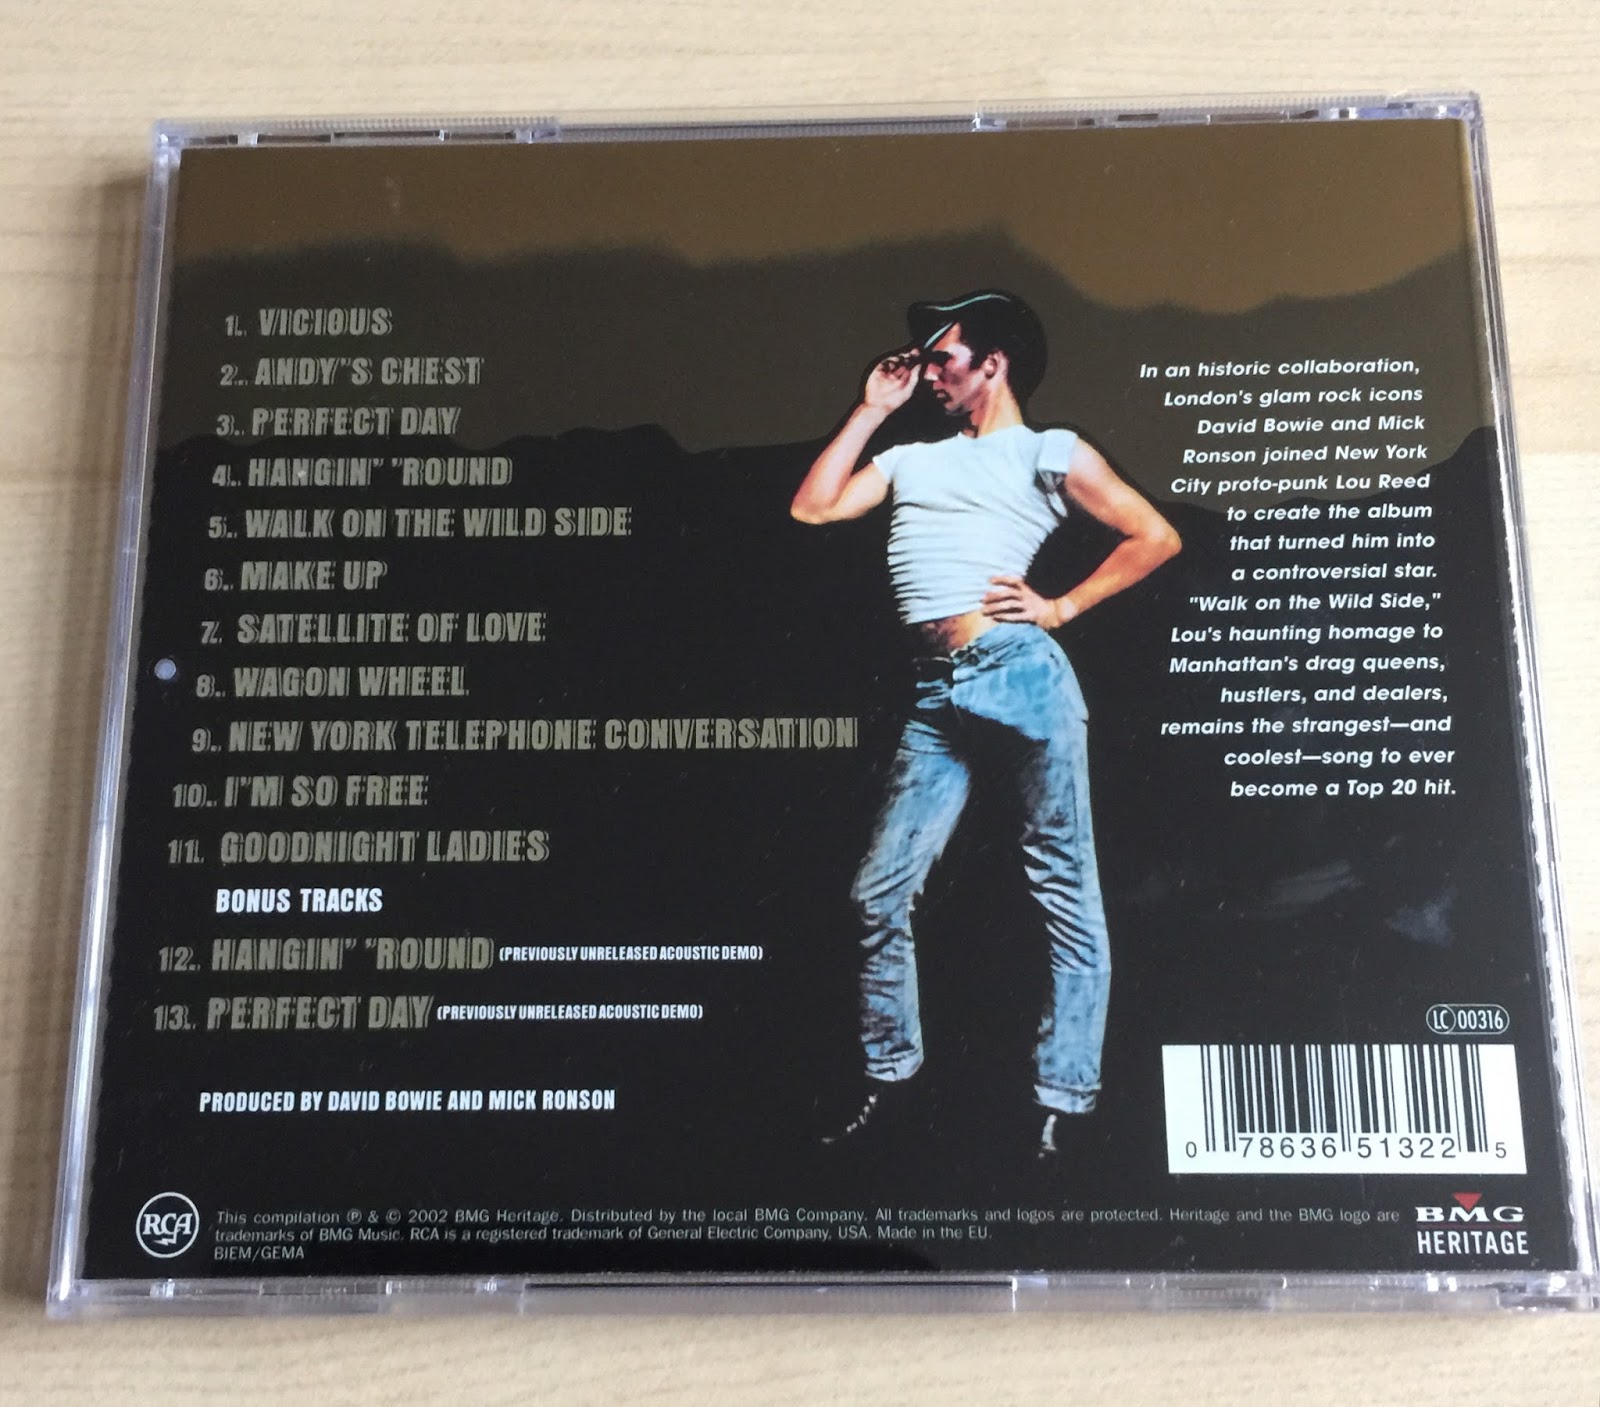 1. VICIOUS
2. ANDY"S CHEST
3. PERFECT DAY
4. HANGIN" "ROUND
5. WALK ON THE WILD SIDE
6. MAKE UP
7. SATELLITE OF LOVE
8. WAGON WHEEL
9. NEW YORK TELEPHONE CONVERSATION
10. I"M SO FREE
11. GOODNIGHT LADIES
BONUS TRACKS
12. HANGIN" "ROUND (PREVIOUSLY UNRELEASED ACOUSTIC DEMO)
13. PERFECT DAY (PREVIOUSLY UNRELEASED ACOUSTIC DEMO)
PRODUCED BY DAVID BOWIE AND MICK RONSON
In an historic collaboration,
London's glam rock icons
David Bowie and Mick
Ronson joined New York
City proto-punk Lou Reed
to create the album
that turned him into
a controversial star.
"Walk on the Wild Side,"
Lou's haunting homage to
Manhattan's drag queens,
hustlers, and dealers,
remains the strangest—and
coolest—song to ever
become a Top 20 hit.
LC 00316
0 78636 51322 5
RCA
This compilation ℗ & © 2002 BMG Heritage. Distributed by the local BMG Company. All trademarks and logos are protected. Heritage and the BMG logo are
trademarks of BMG Music. RCA is a registered trademark of General Electric Company, USA. Made in the EU.
BIEM/GEMA
BMG
HERITAGE